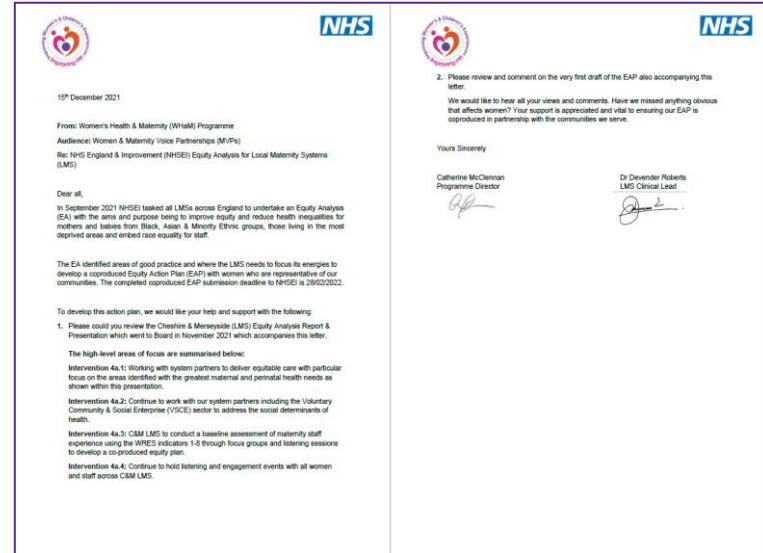 Improving Women's & Children's Experiences
Improving me
NHS
15th December 2021
From: Women's Health & Maternity (WHaM) Programme
Audience: Women & Maternity Voice Partnerships (MVPs)
Re: NHS England & Improvement (NHSEI) Equity Analysis for Local Maternity Systems
(LMS)
Dear all,
In September 2021 NHSEI tasked all LMSs across England to undertake an Equity Analysis
(EA) with the aims and purpose being to improve equity and reduce health inequalities for
mothers and babies from Black, Asian & Minority Ethnic groups, those living in the most
deprived areas and embed race equality for staff.
The EA identified areas of good practice and where the LMS needs to focus its energies to
develop a coproduced Equity Action Plan (EAP) with women who are representative of our
communities. The completed coproduced EAP submission deadline to NHSEI is 28/02/2022.
To develop this action plan, we would like your help and support with the following:
1. Please could you review the Cheshire & Merseyside (LMS) Equity Analysis Report &
Presentation which went to Board in November 2021 which accompanies this letter.
The high-level areas of focus are summarised below:
Intervention 4a.1: Working with system partners to deliver equitable care with particular
focus on the areas identified with the greatest maternal and perinatal health needs as
shown within this presentation.
Intervention 4a.2: Continue to work with our system partners including the Voluntary
Community & Social Enterprise (VSCE) sector to address the social determinants of
health.
Intervention 4a.3: C&M LMS to conduct a baseline assessment of maternity staff
experience using the WRES indicators 1-8 through focus groups and listening sessions
to develop a co-produced equity plan.
Intervention 4a.4: Continue to hold listening and engagement events with all women
and staff across C&M LMS.
Improving Women's & Children's Experiences
Improving me
NHS
2. Please review and comment on the very first draft of the EAP also accompanying this
letter.
We would like to hear all your views and comments. Have we missed anything obvious
that affects women? Your support is appreciated and vital to ensuring our EAP is
coproduced in partnership with the communities we serve.
Yours Sincerely
Catherine McClennan
Programme Director
Dr Devender Roberts
LMS Clinical Lead